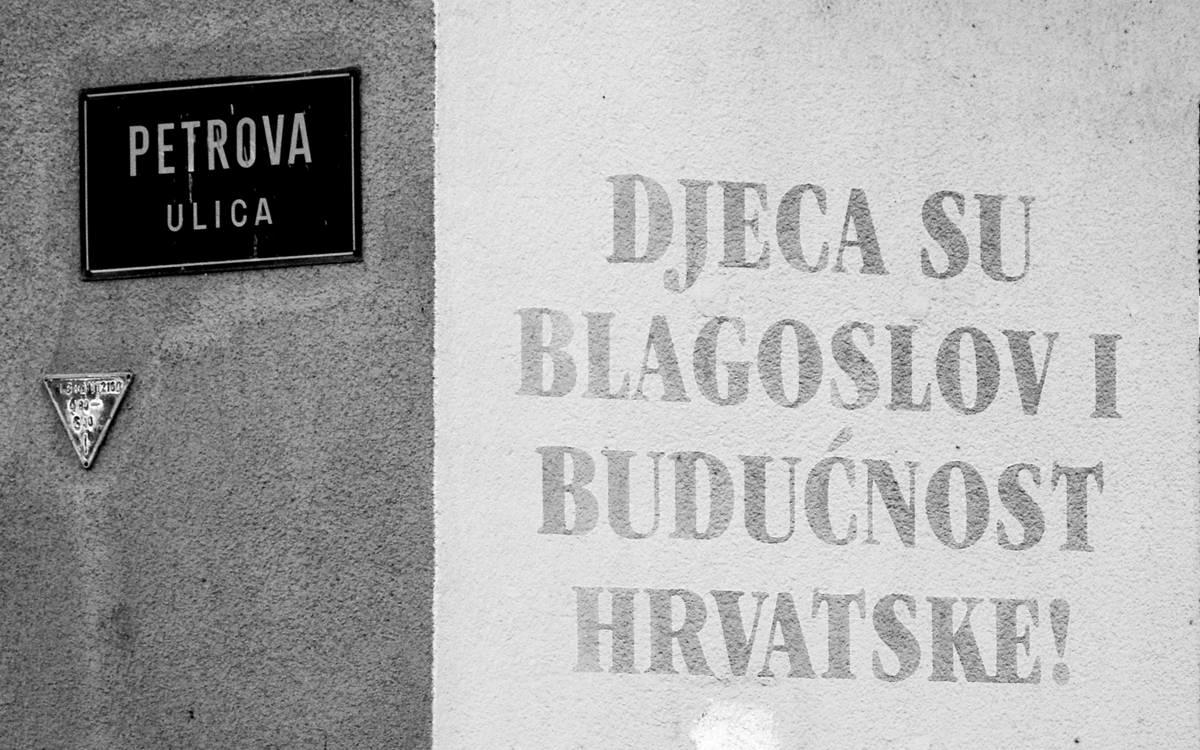 PETROVA
ULICA
DJECA SU
BLAGOSLOV I
BUDUĆNOST
HRVATSKE!